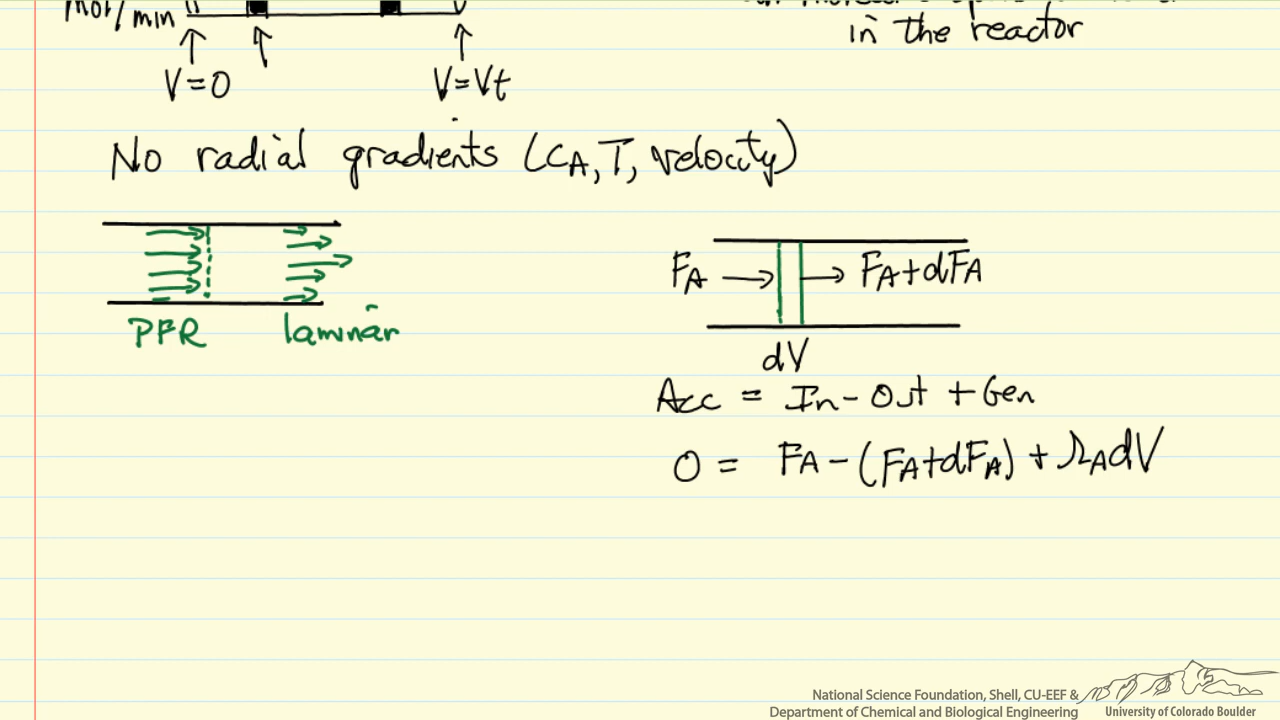 mol/min
in the reactor
V=0
V=Vt
No radial gradients (CA, T, velocity)
PFR
laminar
FA
FA+dFA
dV
Acc = In - Out + Gen
0 = FA - (FA+dFA) + rAdV
National Science Foundation, Shell, CU-EEF &
Department of Chemical and Biological Engineering
University of Colorado Boulder